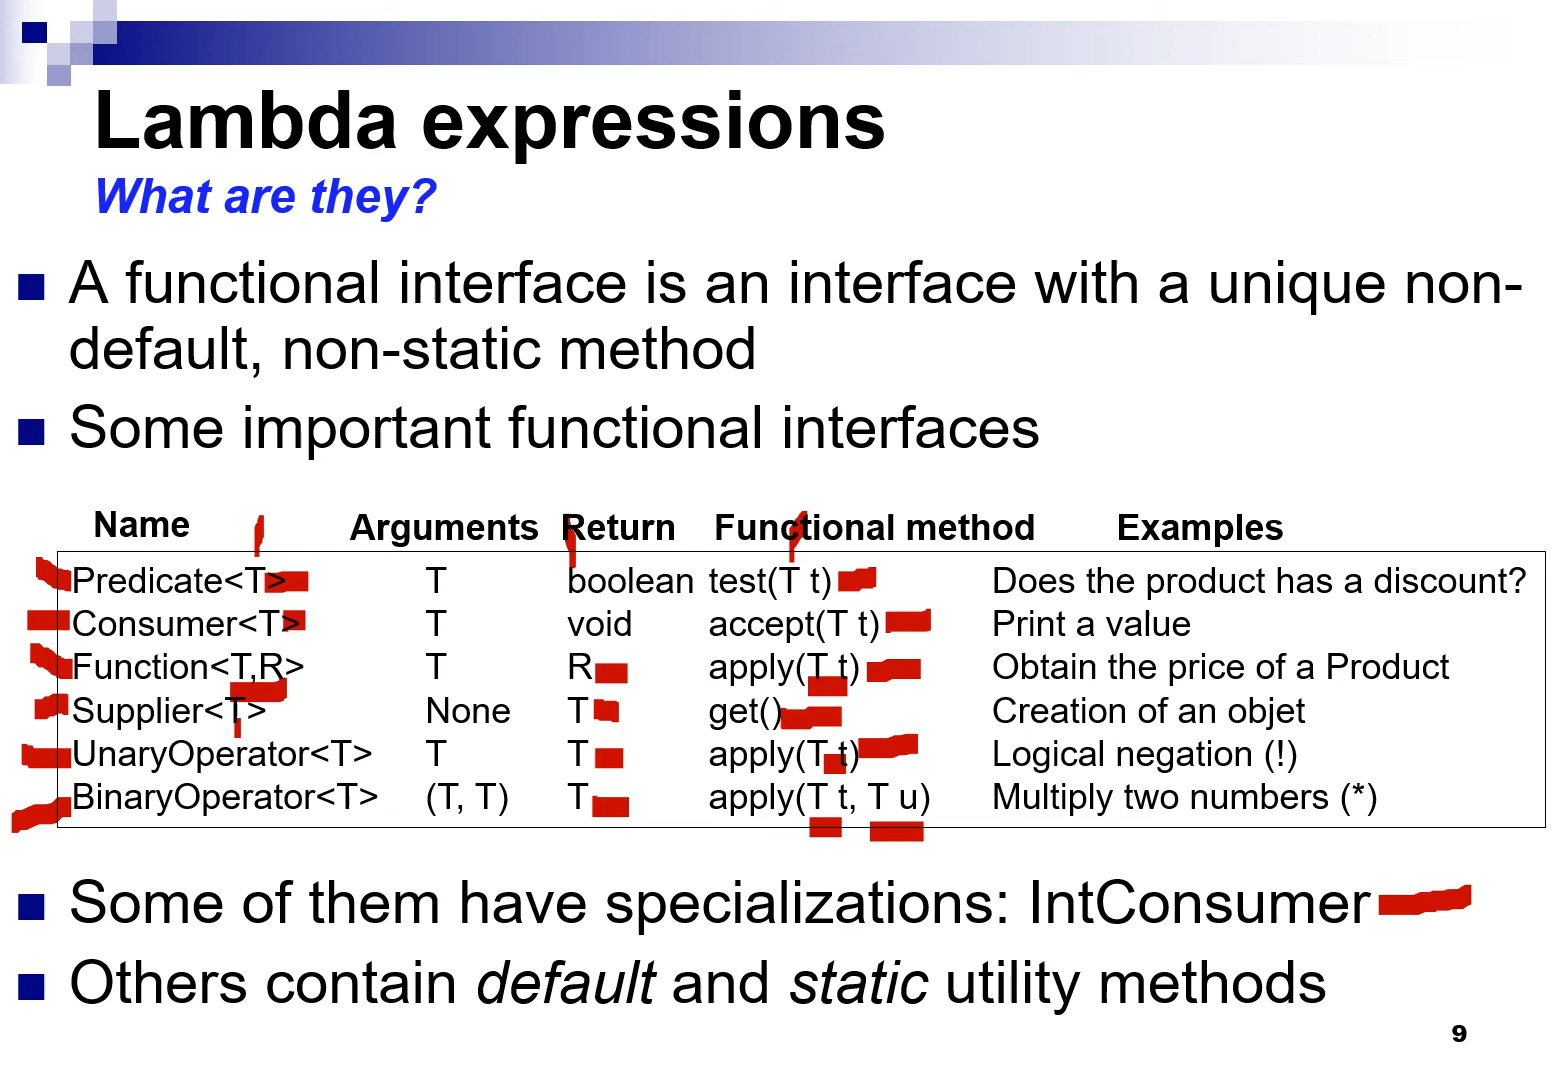 Lambda expressions
What are they?
A functional interface is an interface with a unique non-
default, non-static method
Some important functional interfaces
Name Arguments Return Functional method Examples
Predicate<T> T boolean test(T t) Does the product has a discount?
Consumer<T> T void accept(T t) Print a value
Function<T,R> T R apply(T t) Obtain the price of a Product
Supplier<T> None T get() Creation of an objet
UnaryOperator<T> T T apply(T t) Logical negation (!)
BinaryOperator<T> (T, T) T apply(T t, T u) Multiply two numbers (*)
Some of them have specializations: IntConsumer
Others contain default and static utility methods
9